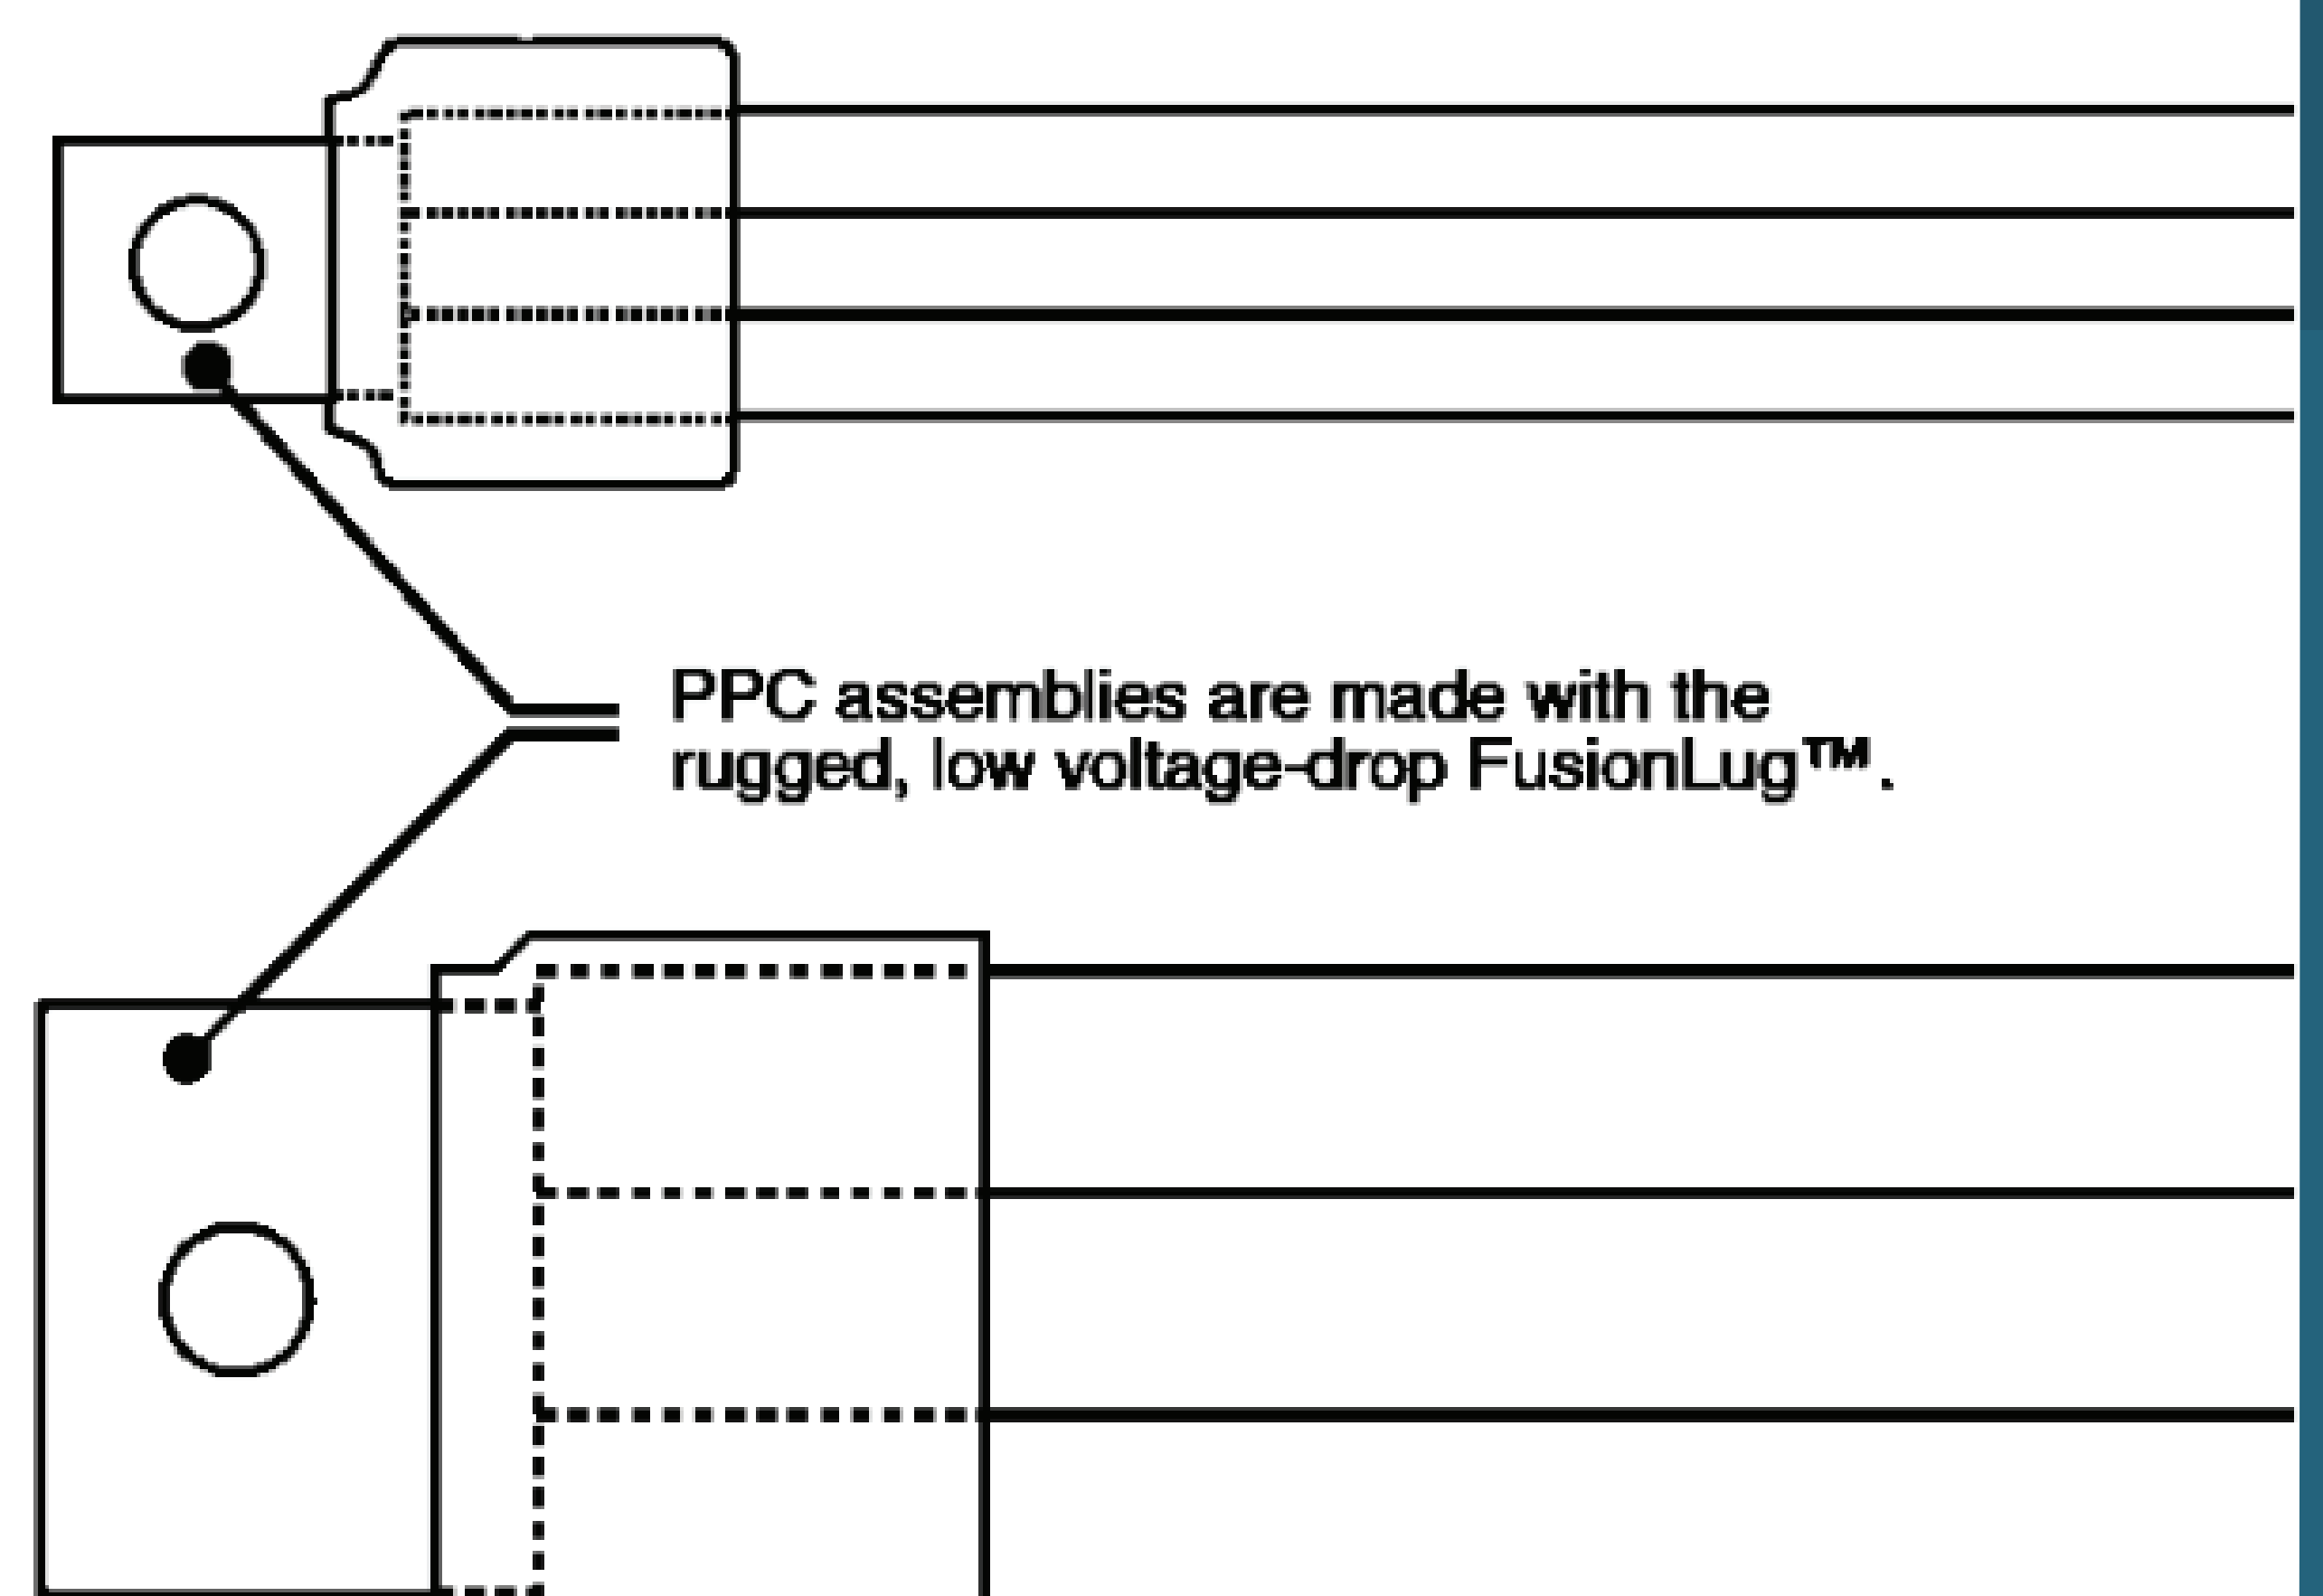 PPC assemblies are made with the
rugged, low voltage-drop FusionLug™.